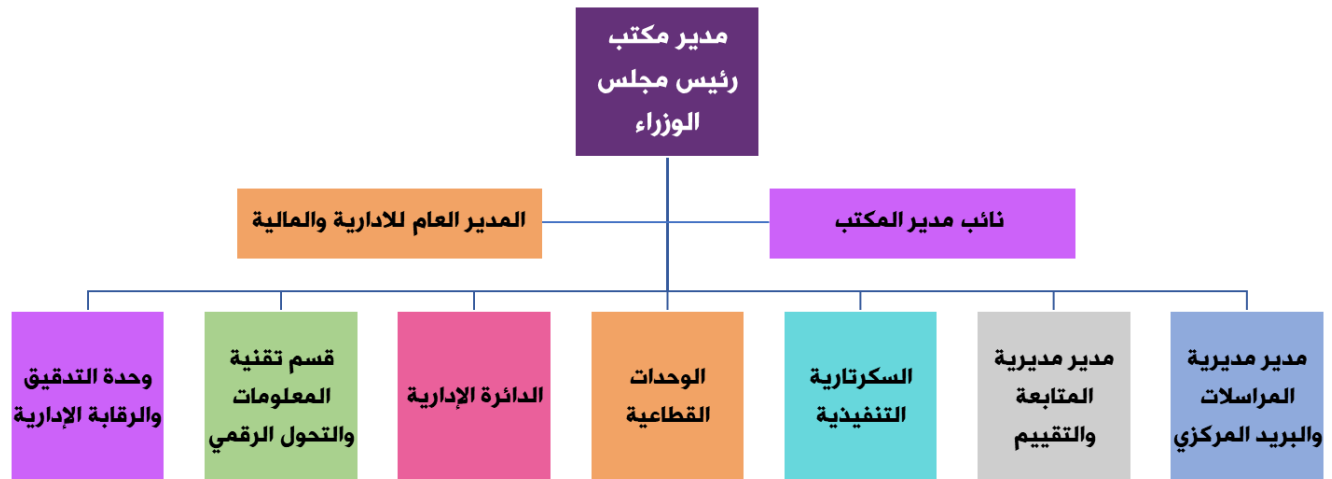 مدير مكتب
رئيس مجلس
الوزراء
نائب مدير المكتب
المدير العام للادارية والمالية
مدير مديرية
المراسلات
والبريد المركزي
مدير مديرية
المتابعة
والتقييم
السكرتارية
التنفيذية
الوحدات
القطاعية
الدائرة الإدارية
قسم تقنية
المعلومات
والتحول الرقمي
وحدة التدقيق
والرقابة الإدارية